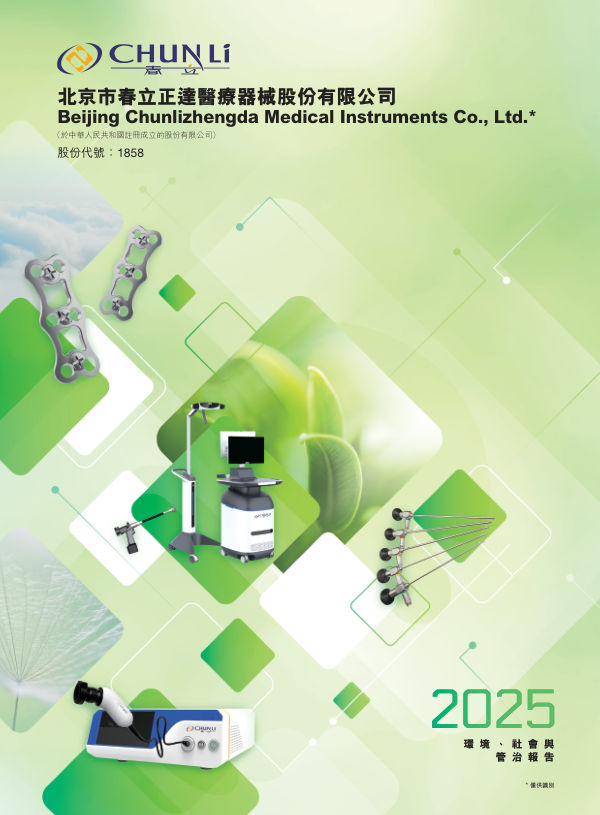 CHUNLi
春立
北京市春立正達醫療器械股份有限公司
Beijing Chunlizhengda Medical Instruments Co., Ltd.*
（於中華人民共和國註冊成立的股份有限公司）
股份代號：1858
CHUNLi
2025
環境、社會與
管治報告
* 僅供識別